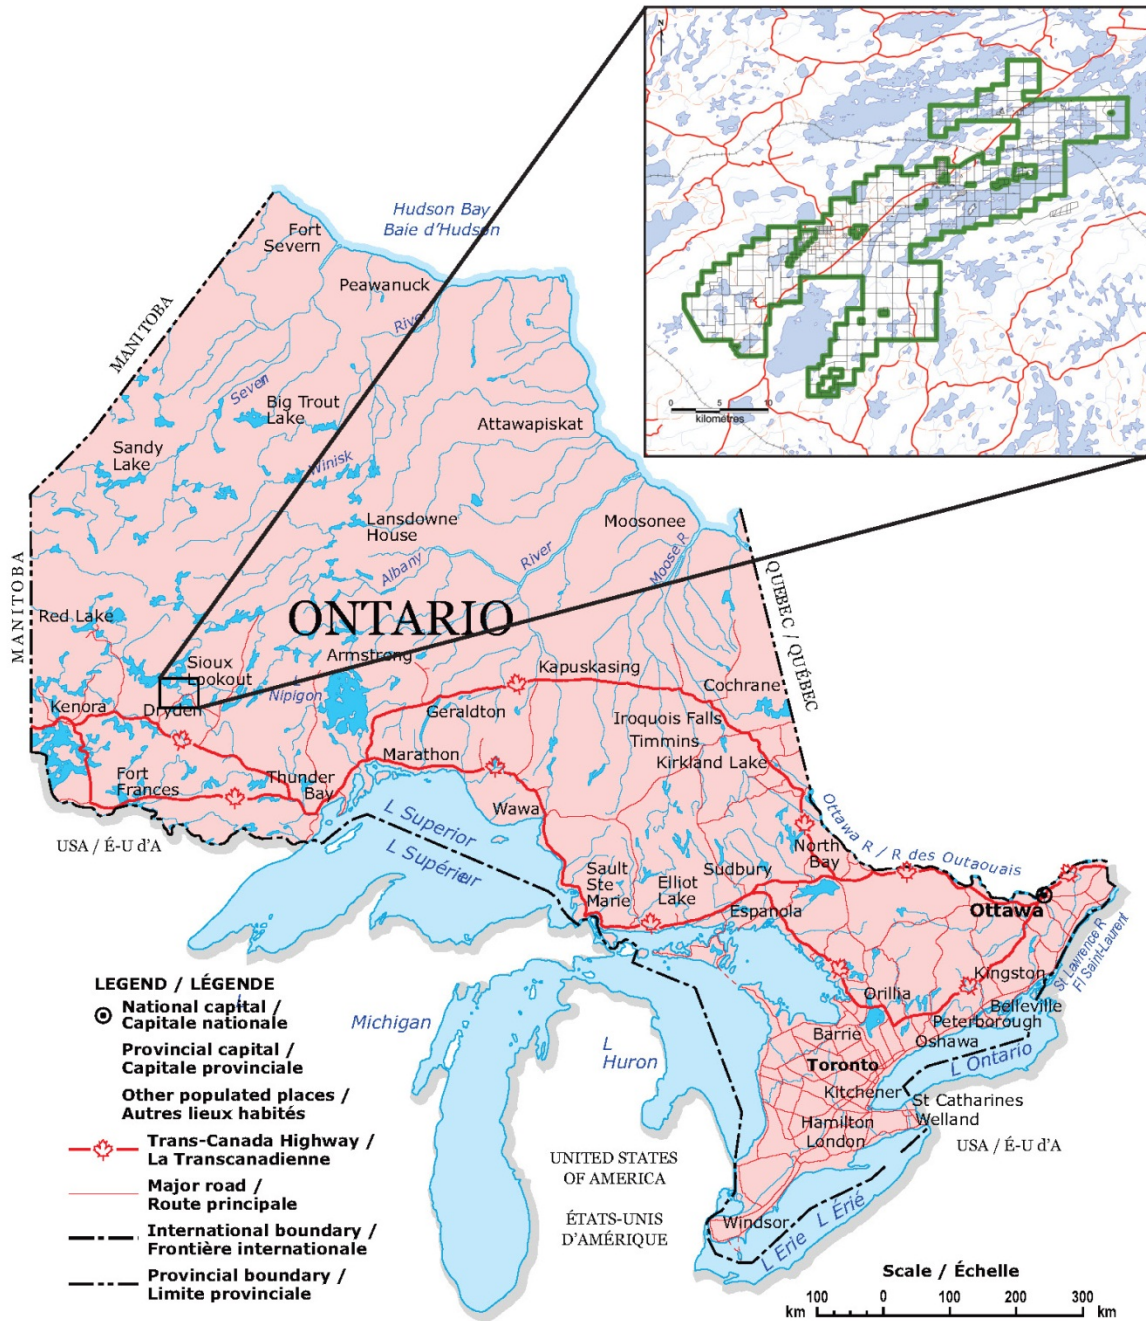 N
0 5 10
kilométres
Hudson Bay
Baie d'Hudson
Fort
Severn
Peawanuck
River
MANITOBA
Seven
Big Trout
Lake
Attawapiskat
Sandy
Lake
Winisk
Lansdowne
House
Moosonee
River
Albany
Moose R
MANITOBA
QUEBEC / QUÉBEC
Red Lake
ONTARIO
Sioux
Lookout
Armstrong
Kapuskasing
L
Nipigon
Cochrane
Kenora
Dryden
Geraldton
Iroquois Falls
Timmins
Marathon
Kirkland Lake
Fort
Frances
Thunder
Bay
Wawa
L Superior
L Supérieur
USA / É-U d'A
Ottawa R / R des Outaouais
North
Bay
Sault
Ste
Marie
Elliot
Lake
Sudbury
Espanola
Ottawa
St Lawrence R
Fl Saint-Laurent
Kingston
Orillia
Belleville
Peterborough
Barrie
Oshawa
L Ontario
Toronto
Kitchener
St Catharines
Welland
Hamilton
London
USA / É-U d'A
Michigan
L
Huron
UNITED STATES
OF AMERICA
ÉTATS-UNIS
D'AMÉRIQUE
Windsor
L Erie L Érié
LEGEND / LÉGENDE
National capital /
Capitale nationale
Provincial capital /
Capitale provinciale
Other populated places /
Autres lieux habités
Trans-Canada Highway /
La Transcanadienne
Major road /
Route principale
International boundary /
Frontière internationale
Provincial boundary /
Limite provinciale
Scale / Échelle
100 0 100 200 300
km km